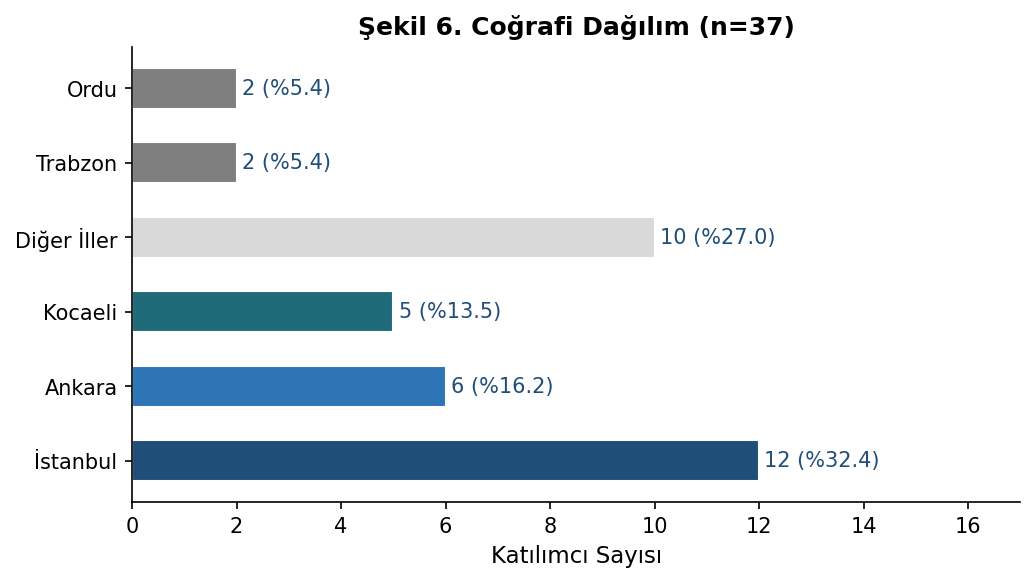 Şekil 6. Coğrafi Dağılım (n=37)
Ordu 2 (%5.4)
Trabzon 2 (%5.4)
Diğer İller 10 (%27.0)
Kocaeli 5 (%13.5)
Ankara 6 (%16.2)
İstanbul 12 (%32.4)
0 2 4 6 8 10 12 14 16
Katılımcı Sayısı